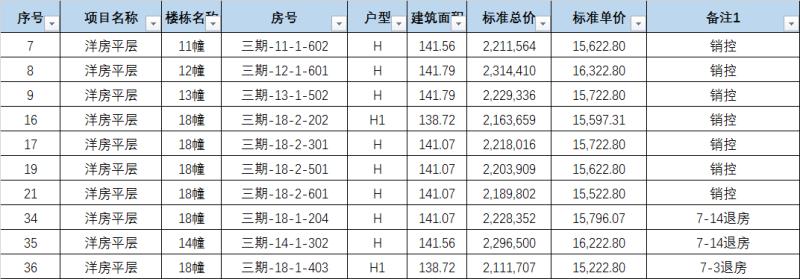 序号 项目名称 楼栋名称 房号 户型 建筑面积 标准总价 标准单价 备注1
7 洋房平层 11幢 三期-11-1-602 H 141.56 2,211,564 15,622.80 销控
8 洋房平层 12幢 三期-12-1-601 H 141.79 2,314,410 16,322.80 销控
9 洋房平层 13幢 三期-13-1-502 H 141.79 2,229,336 15,722.80 销控
16 洋房平层 18幢 三期-18-2-202 H1 138.72 2,163,659 15,597.31 销控
17 洋房平层 18幢 三期-18-2-301 H 141.07 2,218,016 15,722.80 销控
19 洋房平层 18幢 三期-18-2-501 H 141.07 2,203,909 15,622.80 销控
21 洋房平层 18幢 三期-18-2-601 H 141.07 2,189,802 15,522.80 销控
34 洋房平层 18幢 三期-18-1-204 H 141.07 2,228,352 15,796.07 7-14退房
35 洋房平层 14幢 三期-14-1-302 H 141.56 2,296,500 16,222.80 7-14退房
36 洋房平层 18幢 三期-18-1-403 H1 138.72 2,111,707 15,222.80 7-3退房